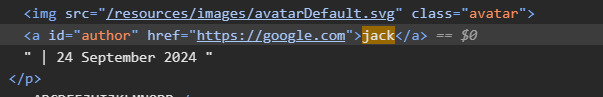 <img src="/resources/images/avatarDefault.svg" class="avatar">
<a id="author" href="https://google.com">jack</a> == $0
" | 24 September 2024 "
</p>